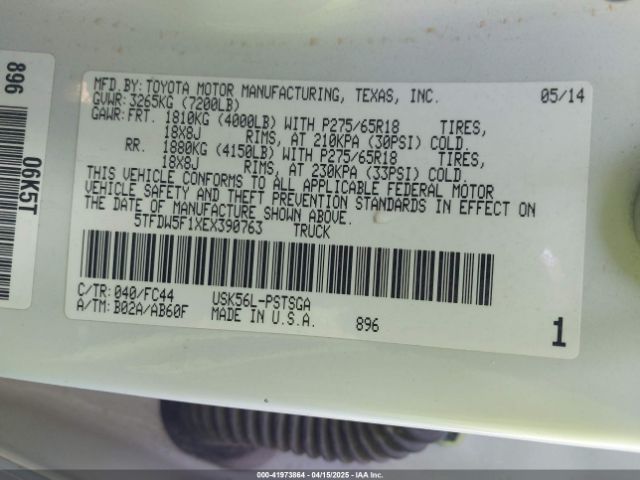 MFD.BY: TOYOTA MOTOR MANUFACTURING, TEXAS, INC. 05/14
GVWR: 3265KG (7200LB)
GAWR: FRT. 1810KG (4000LB) WITH P275/65R18 TIRES,
18X8J RIMS, AT 210KPA (30PSI) COLD.
RR. 1880KG (4150LB) WITH P275/65R18 TIRES,
18X8J RIMS, AT 230KPA (33PSI) COLD.
THIS VEHICLE CONFORMS TO ALL APPLICABLE FEDERAL MOTOR
VEHICLE SAFETY AND THEFT PREVENTION STANDARDS IN EFFECT ON
THE DATE OF MANUFACTURE SHOWN ABOVE.
5TFDW5F1XEX390763 TRUCK
C/TR: 040/FC44 USK56L-PSTSGA
A/TM: B02A/AB60F MADE IN U.S.A. 896 1
896
06K5T
000-41973864 - 04/15/2025 - IAA Inc.